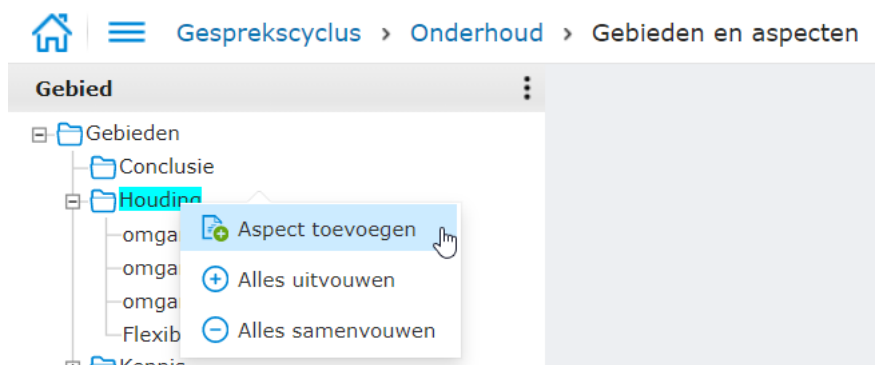 Gesprekscyclus › Onderhoud › Gebieden en aspecten
Gebied
Gebieden
Conclusie
Houding
Aspect toevoegen
Alles uitvouwen
Alles samenvouwen